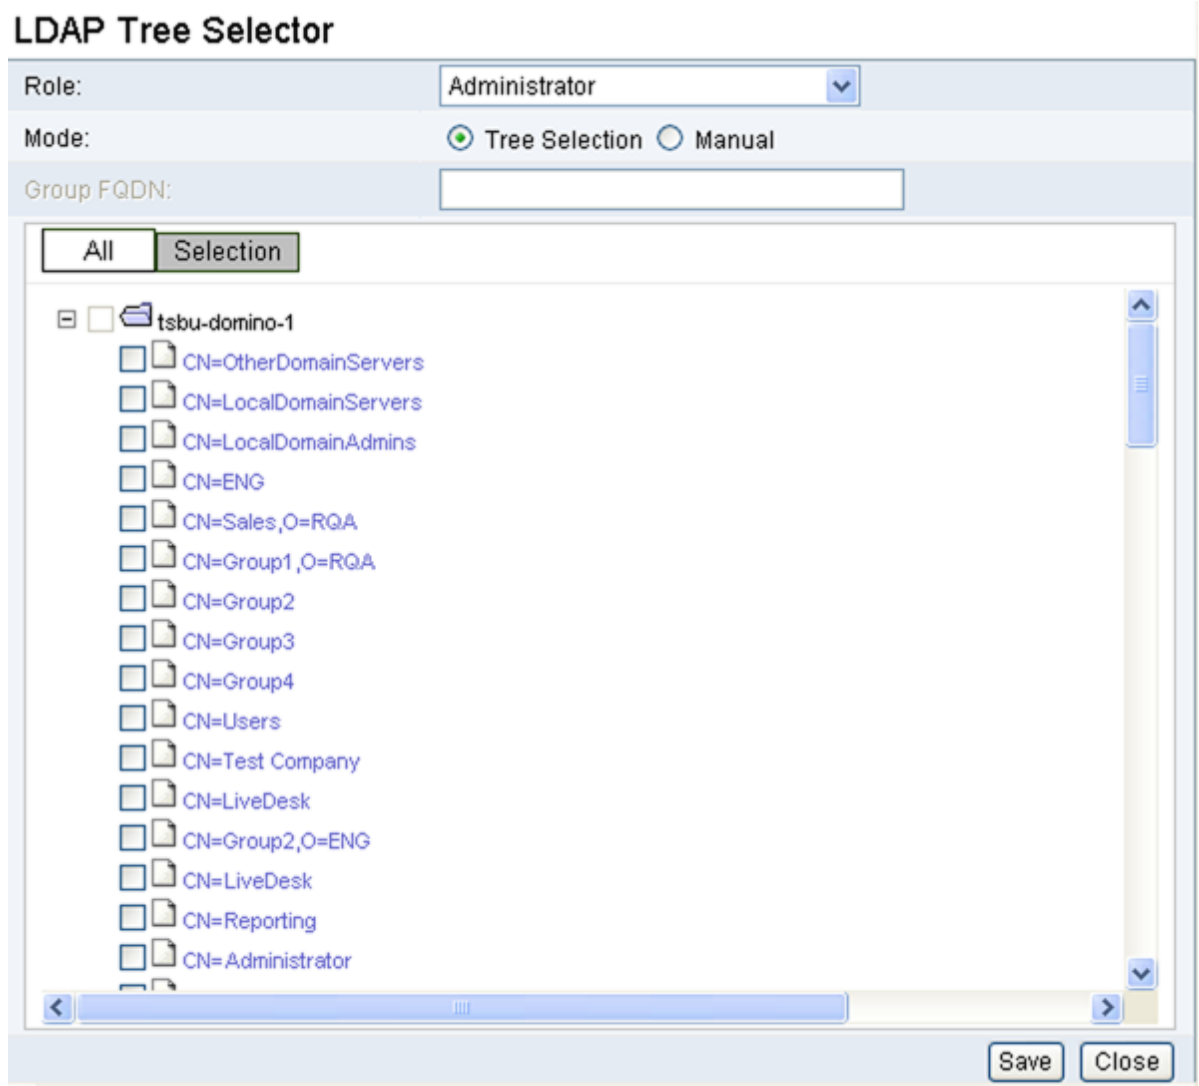 LDAP Tree Selector
Role: Administrator
Mode: Tree Selection Manual
Group FQDN:
All Selection
tsbu-domino-1
CN=OtherDomainServers
CN=LocalDomainServers
CN=LocalDomainAdmins
CN=ENG
CN=Sales,O=RQA
CN=Group1,O=RQA
CN=Group2
CN=Group3
CN=Group4
CN=Users
CN=Test Company
CN=LiveDesk
CN=Group2,O=ENG
CN=LiveDesk
CN=Reporting
CN=Administrator
Save Close